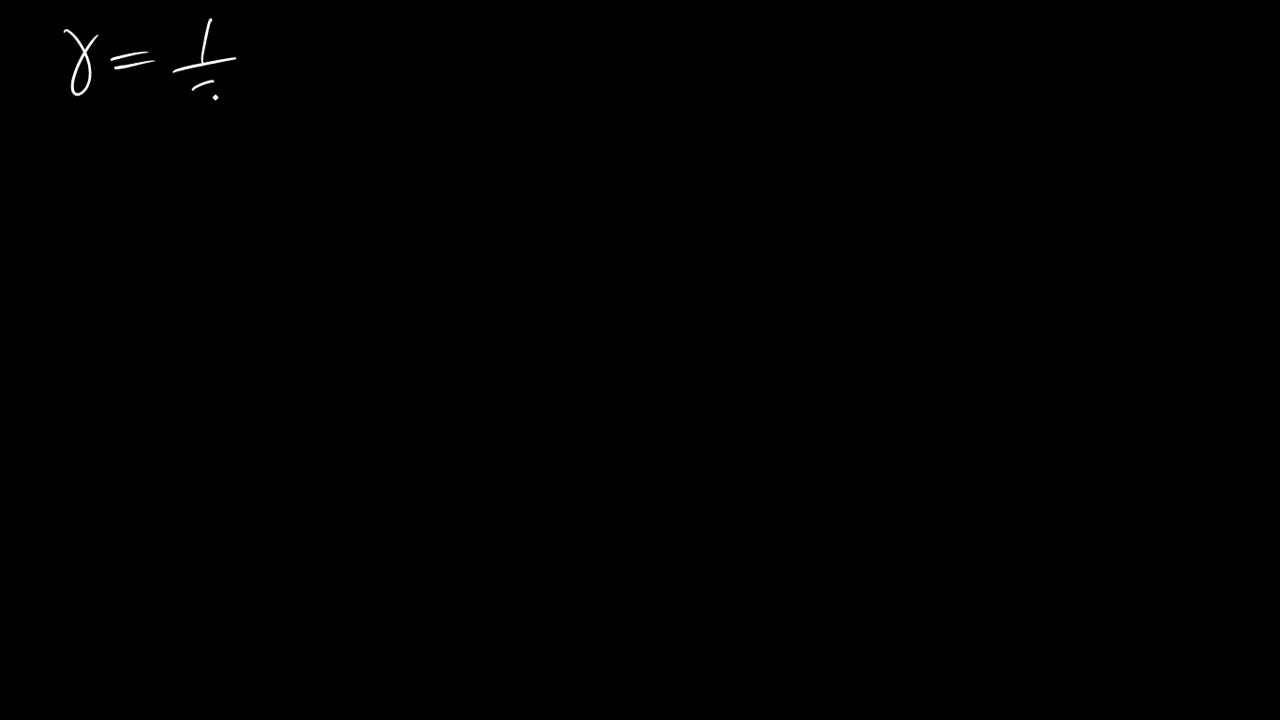 γ = 1/